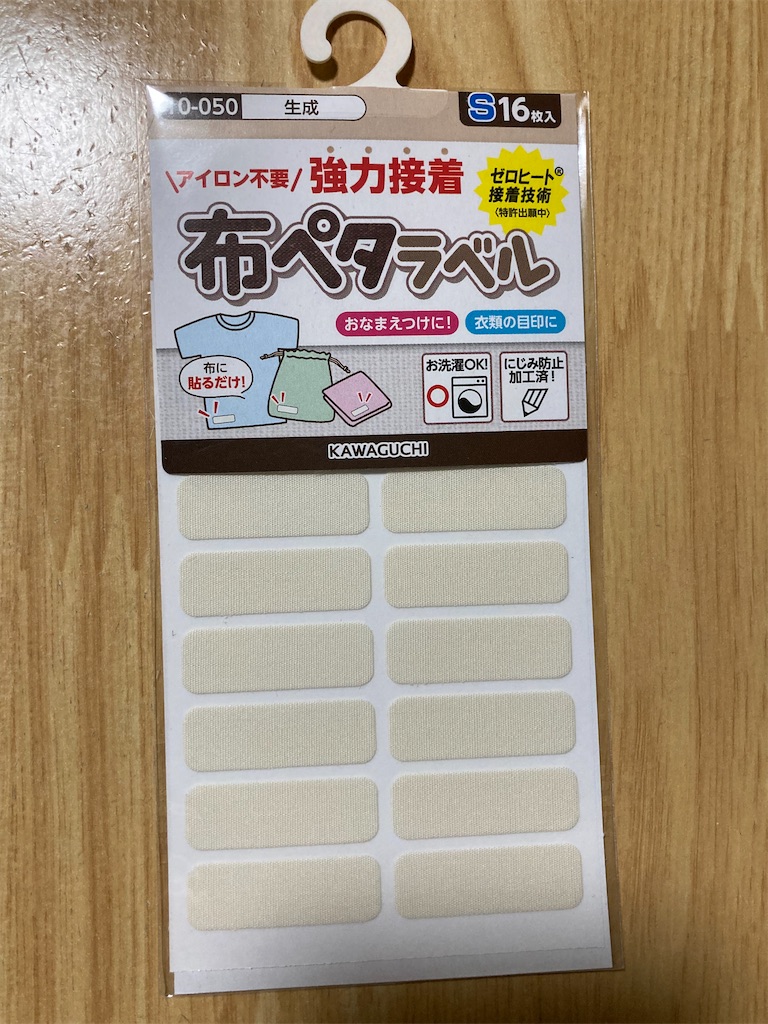 10-050 生成 S16枚入
アイロン不要 強力接着
ゼロヒート®
接着技術
〈特許出願中〉
布ペタラベル
おなまえつけに! 衣類の目印に
布に
貼るだけ!
お洗濯OK!
にじみ防止
加工済!
KAWAGUCHI